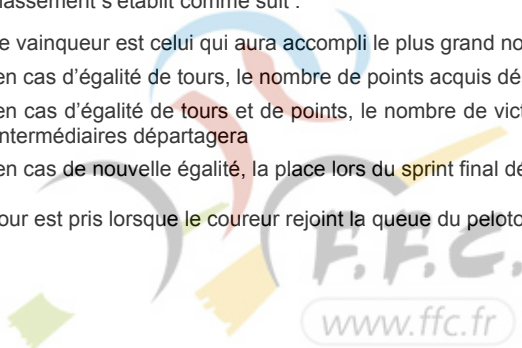 assement s'établit comme suit :
e vainqueur est celui qui aura accompli le plus grand no
en cas d'égalité de tours, le nombre de points acquis dé
en cas d'égalité de tours et de points, le nombre de vict
ntermédiaires départagera
en cas de nouvelle égalité, la place lors du sprint final dé
our est pris lorsque le coureur rejoint la queue du peloto
F.F.C.
www.ffc.fr